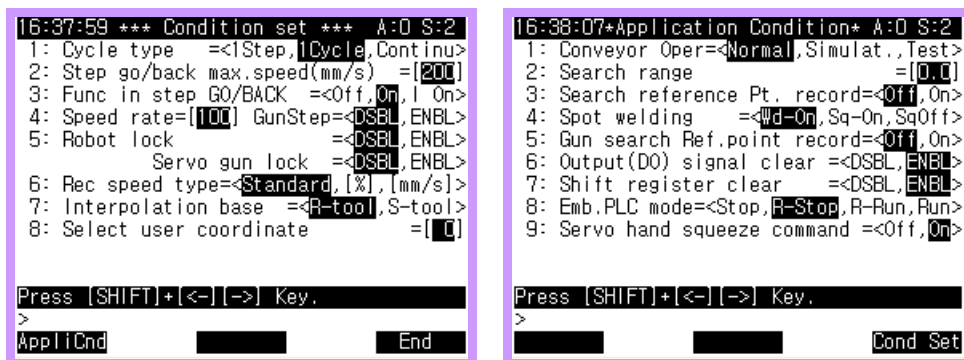 16:37:59 *** Condition set *** A:0 S:2
1: Cycle type =<1Step,1Cycle,Continu>
2: Step go/back max.speed(mm/s) =[200]
3: Func in step GO/BACK =<Off,On,I On>
4: Speed rate=[100] GunStep=<DSBL,ENBL>
5: Robot lock =<DSBL,ENBL>
Servo gun lock =<DSBL,ENBL>
6: Rec speed type=<Standard,[%],[mm/s]>
7: Interpolation base =<R-tool,S-tool>
8: Select user coordinate =[ 0]
Press [SHIFT]+[<-][->] Key.
>
AppliCnd End
16:38:07*Application Condition* A:0 S:2
1: Conveyor Oper=<Normal,Simulat.,Test>
2: Search range =[0.0]
3: Search reference Pt. record=<Off,On>
4: Spot welding =<Wd-On,Sq-On,SqOff>
5: Gun search Ref.point record=<Off,On>
6: Output(DO) signal clear =<DSBL,ENBL>
7: Shift register clear =<DSBL,ENBL>
8: Emb.PLC mode=<Stop,R-Stop,R-Run,Run>
9: Servo hand squeeze command =<Off,On>
Press [SHIFT]+[<-][->] Key.
>
Cond Set